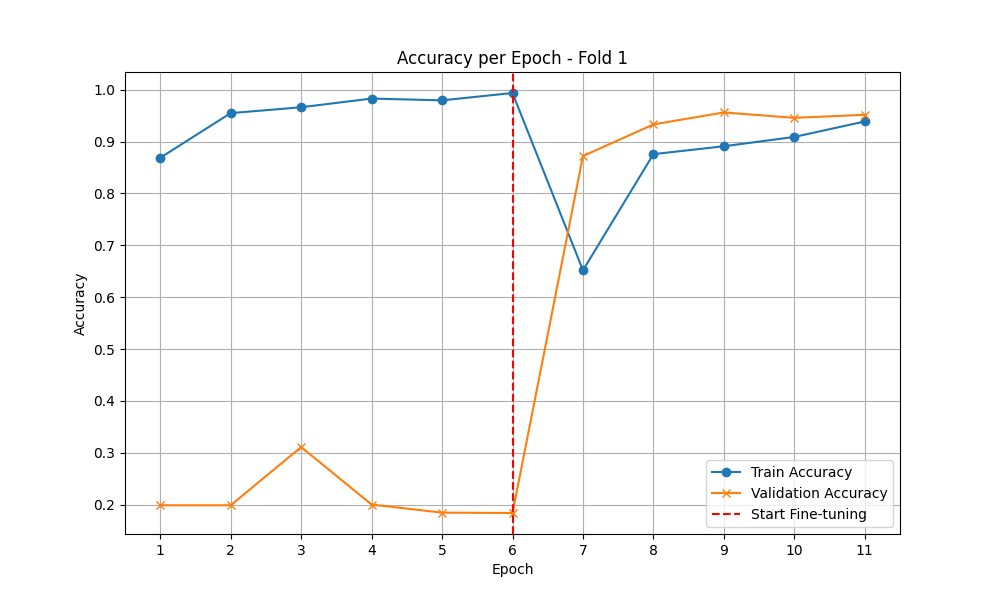 Accuracy per Epoch - Fold 1
1.0
0.9
0.8
0.7
0.6
0.5
0.4
0.3
0.2
Accuracy
Train Accuracy
Validation Accuracy
Start Fine-tuning
1 2 3 4 5 6 7 8 9 10 11
Epoch